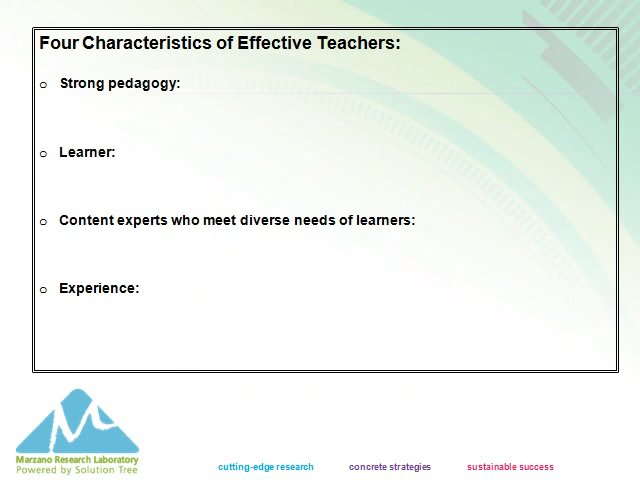 Four Characteristics of Effective Teachers:
o Strong pedagogy:
o Learner:
o Content experts who meet diverse needs of learners:
o Experience:
M
Marzano Research Laboratory
Powered by Solution Tree
cutting-edge research concrete strategies sustainable success